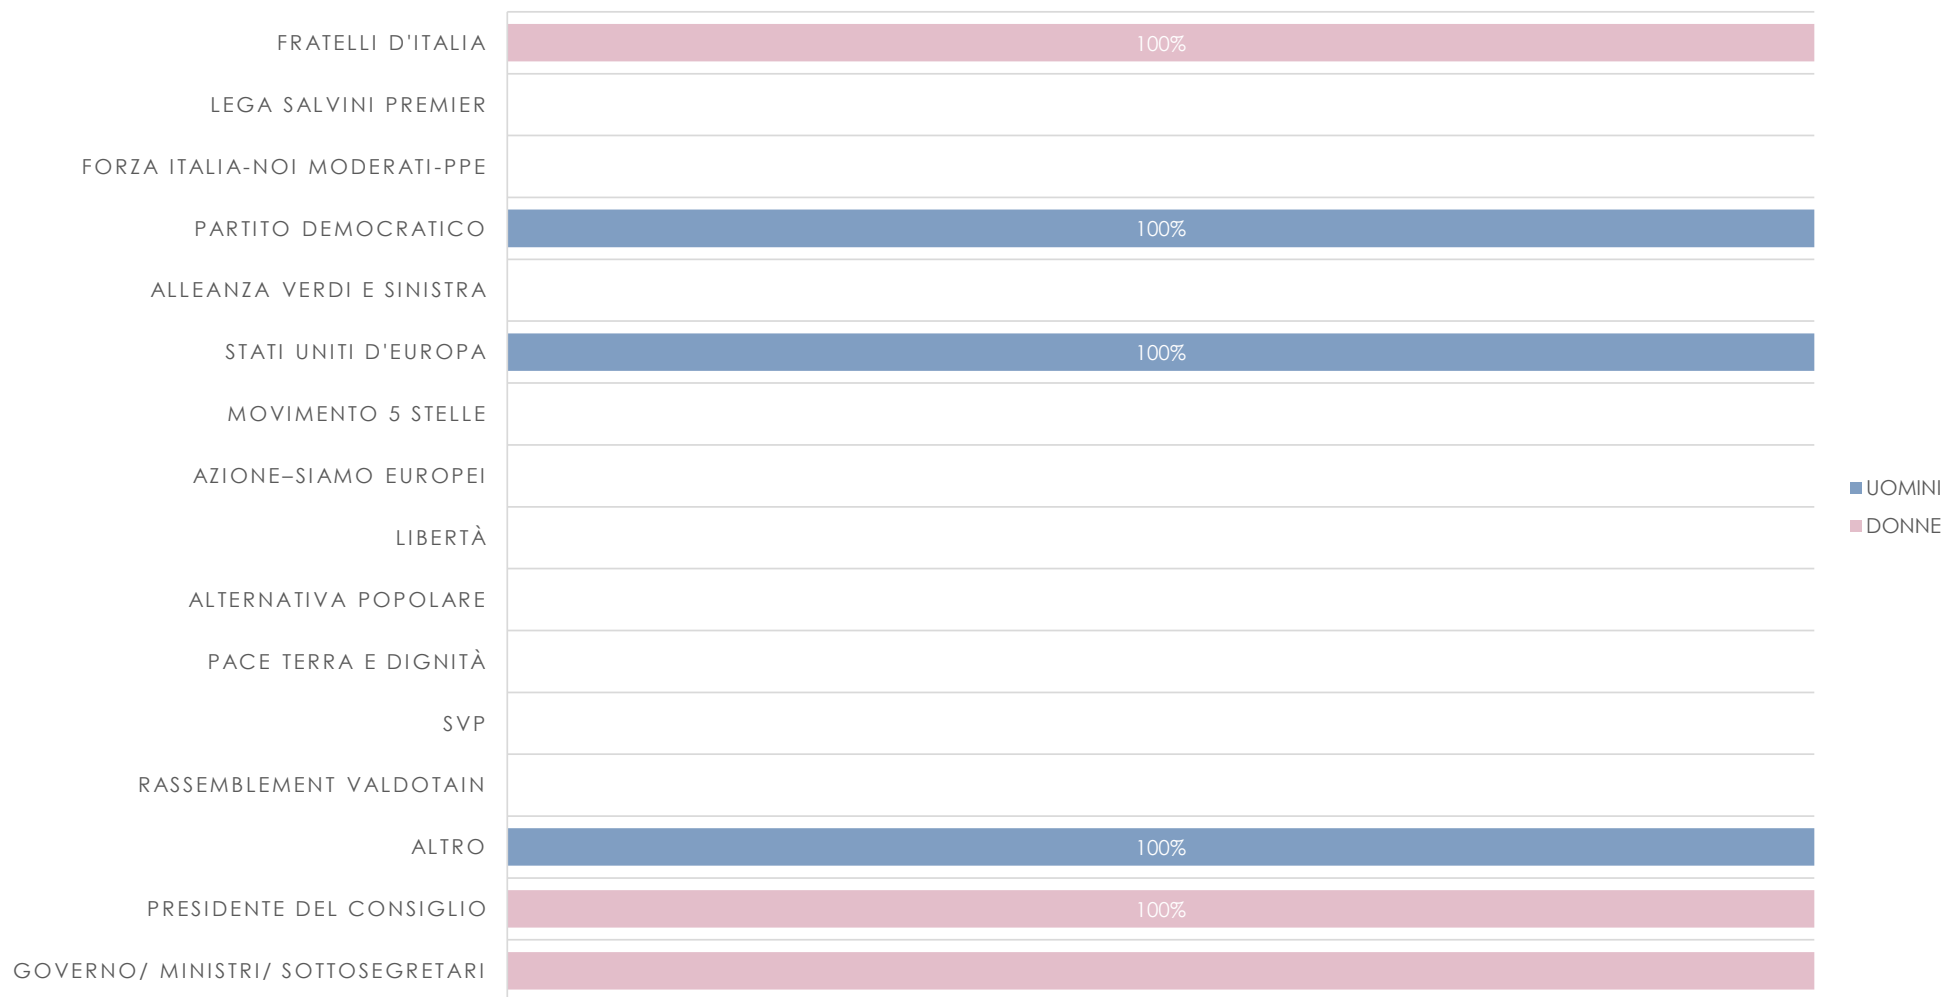 FRATELLI D'ITALIA 100%
LEGA SALVINI PREMIER
FORZA ITALIA-NOI MODERATI-PPE
PARTITO DEMOCRATICO 100%
ALLEANZA VERDI E SINISTRA
STATI UNITI D'EUROPA 100%
MOVIMENTO 5 STELLE
AZIONE–SIAMO EUROPEI
LIBERTÀ
ALTERNATIVA POPOLARE
PACE TERRA E DIGNITÀ
SVP
RASSEMBLEMENT VALDOTAIN
ALTRO 100%
PRESIDENTE DEL CONSIGLIO 100%
GOVERNO/ MINISTRI/ SOTTOSEGRETARI
UOMINI
DONNE